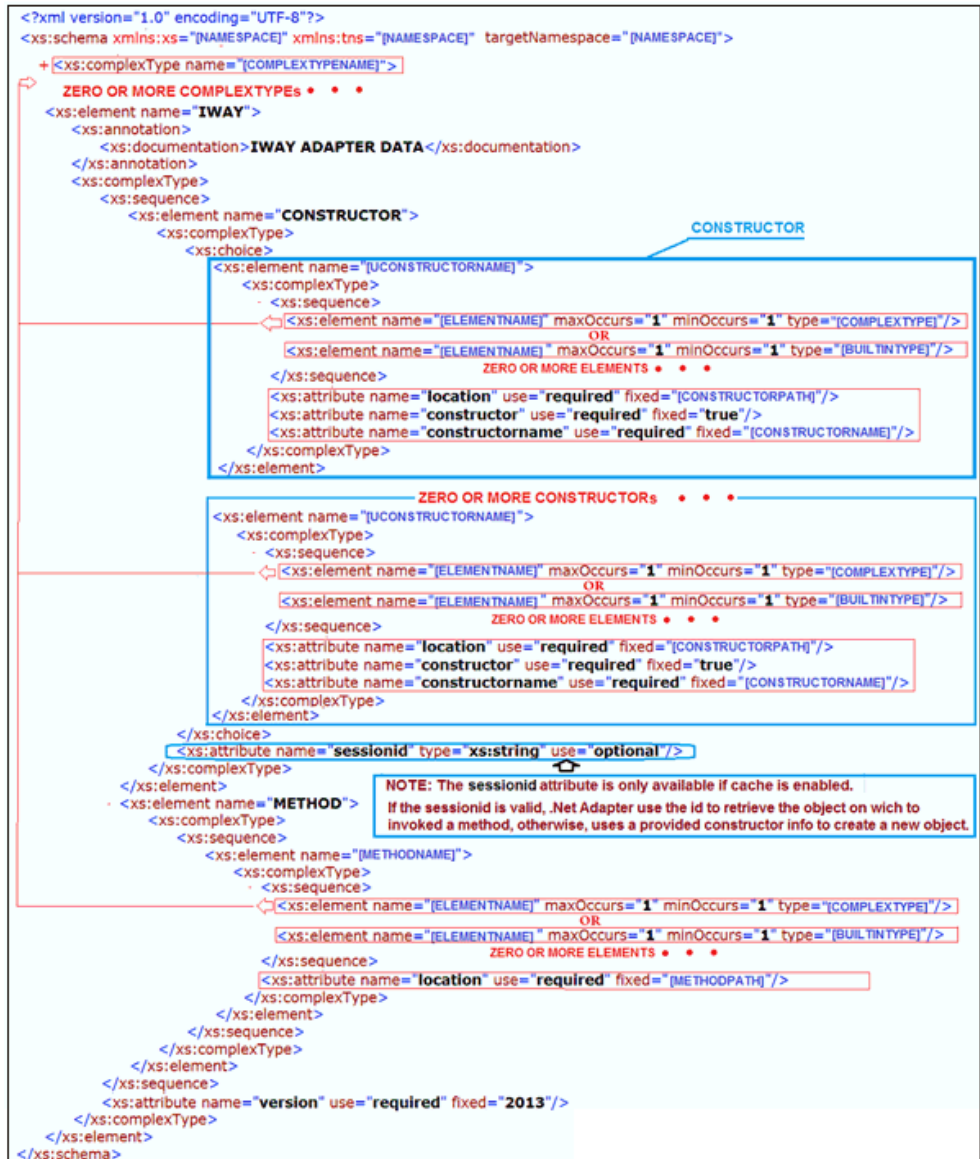 <?xml version="1.0" encoding="UTF-8"?>
<xs:schema xmlns:xs="[NAMESPACE]" xmlns:tns="[NAMESPACE]" targetNamespace="[NAMESPACE]">
+ <xs:complexType name="[COMPLEXTYPENAME]">
ZERO OR MORE COMPLEXTYPEs • • •
<xs:element name="IWAY">
<xs:annotation>
<xs:documentation>IWAY ADAPTER DATA</xs:documentation>
</xs:annotation>
<xs:complexType>
<xs:sequence>
<xs:element name="CONSTRUCTOR">
<xs:complexType>
CONSTRUCTOR
<xs:choice>
<xs:element name="[UCONSTRUCTORNAME]">
<xs:complexType>
- <xs:sequence>
<xs:element name="[ELEMENTNAME]" maxOccurs="1" minOccurs="1" type="[COMPLEXTYPE]"/>
OR
<xs:element name="[ELEMENTNAME]" maxOccurs="1" minOccurs="1" type="[BUILTINTYPE]"/>
ZERO OR MORE ELEMENTS • • •
</xs:sequence>
<xs:attribute name="location" use="required" fixed="[CONSTRUCTORPATH]"/>
<xs:attribute name="constructor" use="required" fixed="true"/>
<xs:attribute name="constructorname" use="required" fixed="[CONSTRUCTORNAME]"/>
</xs:complexType>
</xs:element>
ZERO OR MORE CONSTRUCTORs • • •
<xs:element name="[UCONSTRUCTORNAME]">
<xs:complexType>
- <xs:sequence>
<xs:element name="[ELEMENTNAME]" maxOccurs="1" minOccurs="1" type="[COMPLEXTYPE]"/>
OR
<xs:element name="[ELEMENTNAME]" maxOccurs="1" minOccurs="1" type="[BUILTINTYPE]"/>
ZERO OR MORE ELEMENTS • • •
</xs:sequence>
<xs:attribute name="location" use="required" fixed="[CONSTRUCTORPATH]"/>
<xs:attribute name="constructor" use="required" fixed="true"/>
<xs:attribute name="constructorname" use="required" fixed="[CONSTRUCTORNAME]"/>
</xs:complexType>
</xs:element>
</xs:choice>
<xs:attribute name="sessionid" type="xs:string" use="optional"/>
</xs:complexType>
</xs:element>
NOTE: The sessionid attribute is only available if cache is enabled.
If the sessionid is valid, .Net Adapter use the id to retrieve the object on wich to
invoked a method, otherwise, uses a provided constructor info to create a new object.
- <xs:element name="METHOD">
<xs:complexType>
<xs:sequence>
<xs:element name="[METHODNAME]">
<xs:complexType>
- <xs:sequence>
<xs:element name="[ELEMENTNAME]" maxOccurs="1" minOccurs="1" type="[COMPLEXTYPE]"/>
OR
<xs:element name="[ELEMENTNAME]" maxOccurs="1" minOccurs="1" type="[BUILTINTYPE]"/>
ZERO OR MORE ELEMENTS • • •
</xs:sequence>
<xs:attribute name="location" use="required" fixed="[METHODPATH]"/>
</xs:complexType>
</xs:element>
</xs:sequence>
</xs:complexType>
</xs:element>
</xs:sequence>
<xs:attribute name="version" use="required" fixed="2013"/>
</xs:complexType>
</xs:element>
</xs:schema>